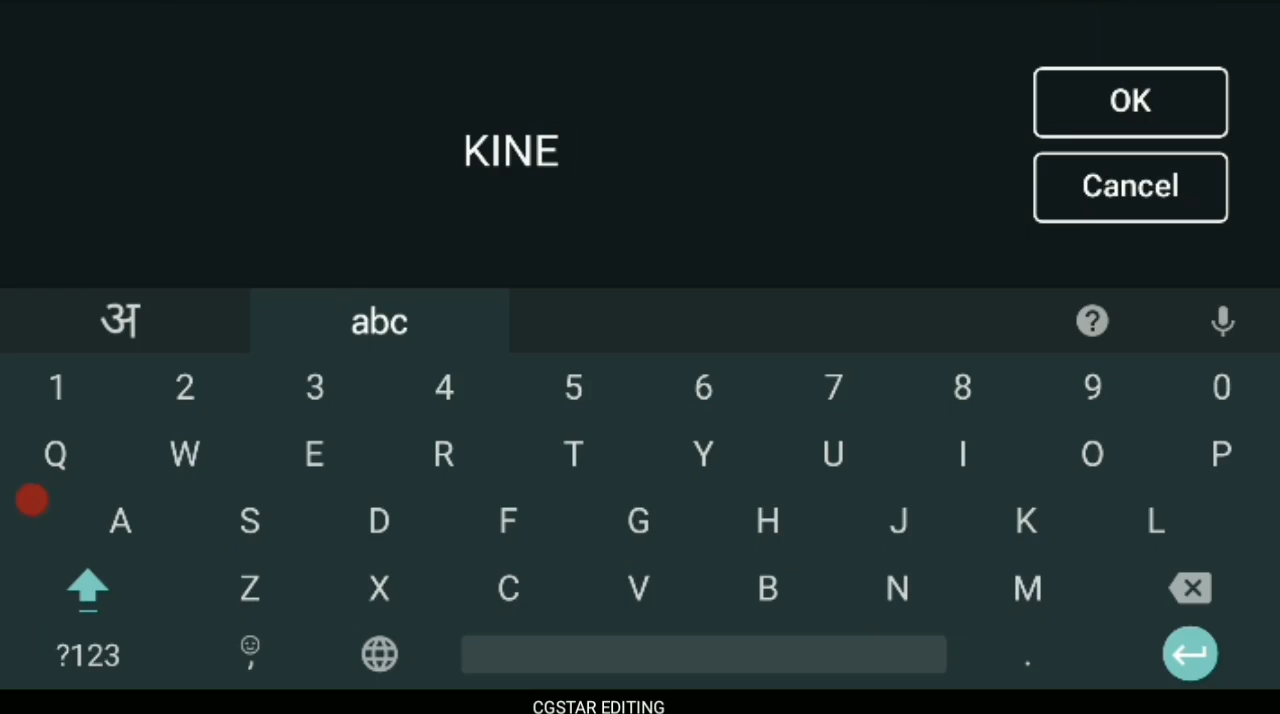 OK
KINE
Cancel
अ abc
1 2 3 4 5 6 7 8 9 0
Q W E R T Y U I O P
A S D F G H J K L
Z X C V B N M
?123 , .
CGSTAR EDITING